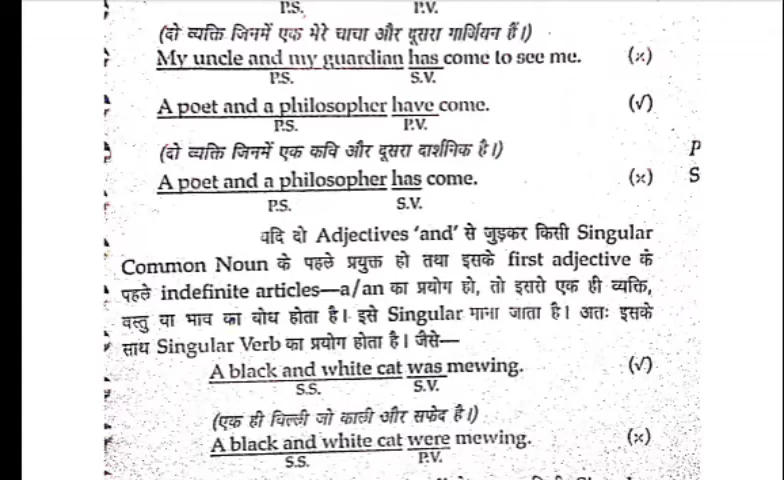 P.S. P.V.
(दो व्यक्ति जिनमें एक मेरे चाचा और दूसरा गार्जियन हैं।)
My uncle and my guardian has come to see me. (×)
P.S. S.V.
A poet and a philosopher have come. (√)
P.S. P.V.
(दो व्यक्ति जिनमें एक कवि और दूसरा दार्शनिक है।)
A poet and a philosopher has come. (×)
P.S. S.V.
P
S
यदि दो Adjectives ‘and’ से जुड़कर किसी Singular
Common Noun के पहले प्रयुक्त हो तथा इसके first adjective के
पहले indefinite articles—a/an का प्रयोग हो, तो इससे एक ही व्यक्ति,
वस्तु या भाव का बोध होता है। इसे Singular माना जाता है। अतः इसके
साथ Singular Verb का प्रयोग होता है। जैसे—
A black and white cat was mewing. (√)
S.S. S.V.
(एक ही बिल्ली जो काली और सफेद है।)
A black and white cat were mewing. (×)
S.S. P.V.